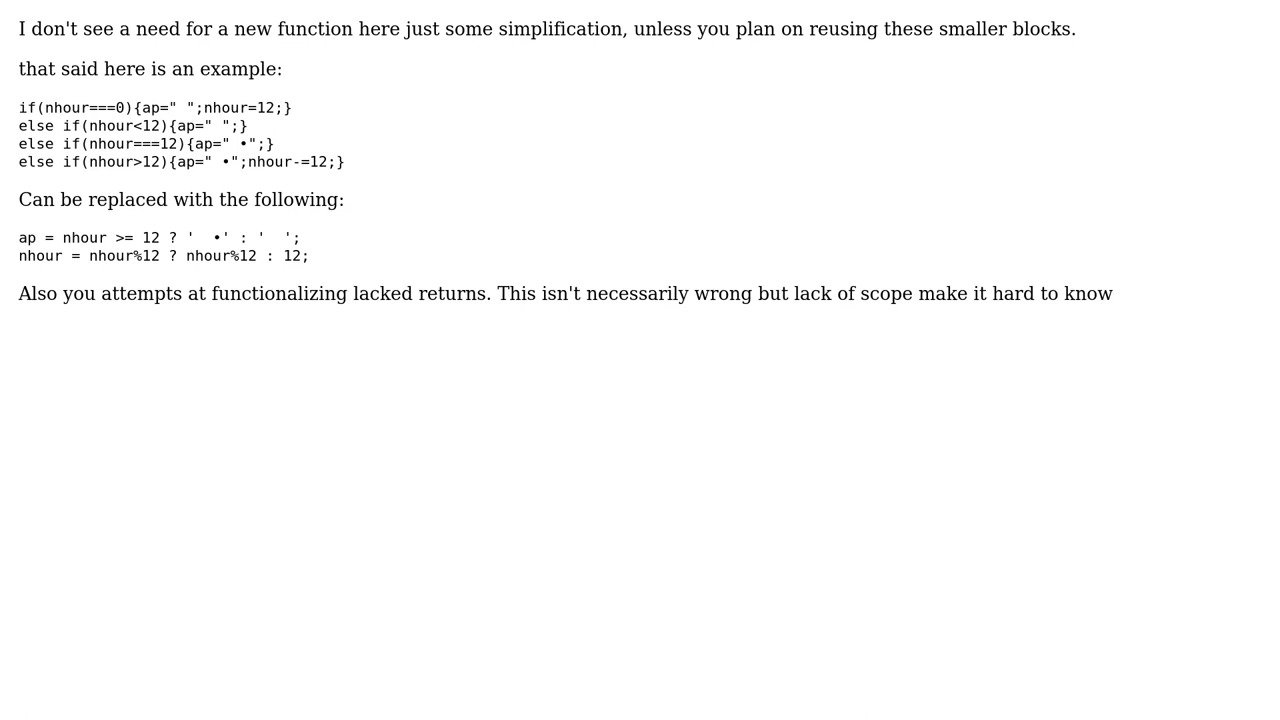 I don't see a need for a new function here just some simplification, unless you plan on reusing these smaller blocks.
that said here is an example:
if(nhour===0){ap=" ";nhour=12;}
else if(nhour<12){ap=" ";}
else if(nhour===12){ap=" •";}
else if(nhour>12){ap=" •";nhour-=12;}
Can be replaced with the following:
ap = nhour >= 12 ? '  •' : '  ';
nhour = nhour%12 ? nhour%12 : 12;
Also you attempts at functionalizing lacked returns. This isn't necessarily wrong but lack of scope make it hard to know